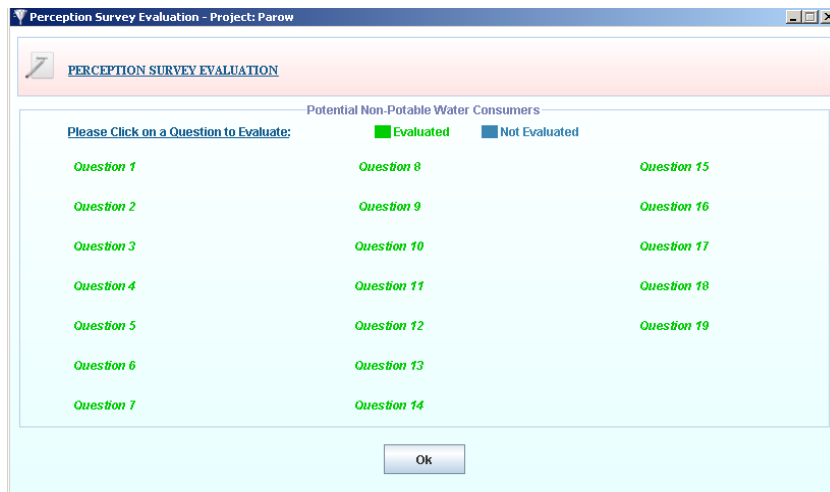 Perception Survey Evaluation - Project: Parow
PERCEPTION SURVEY EVALUATION
Potential Non-Potable Water Consumers
Please Click on a Question to Evaluate: Evaluated Not Evaluated
Question 1 Question 8 Question 15
Question 2 Question 9 Question 16
Question 3 Question 10 Question 17
Question 4 Question 11 Question 18
Question 5 Question 12 Question 19
Question 6 Question 13
Question 7 Question 14
Ok